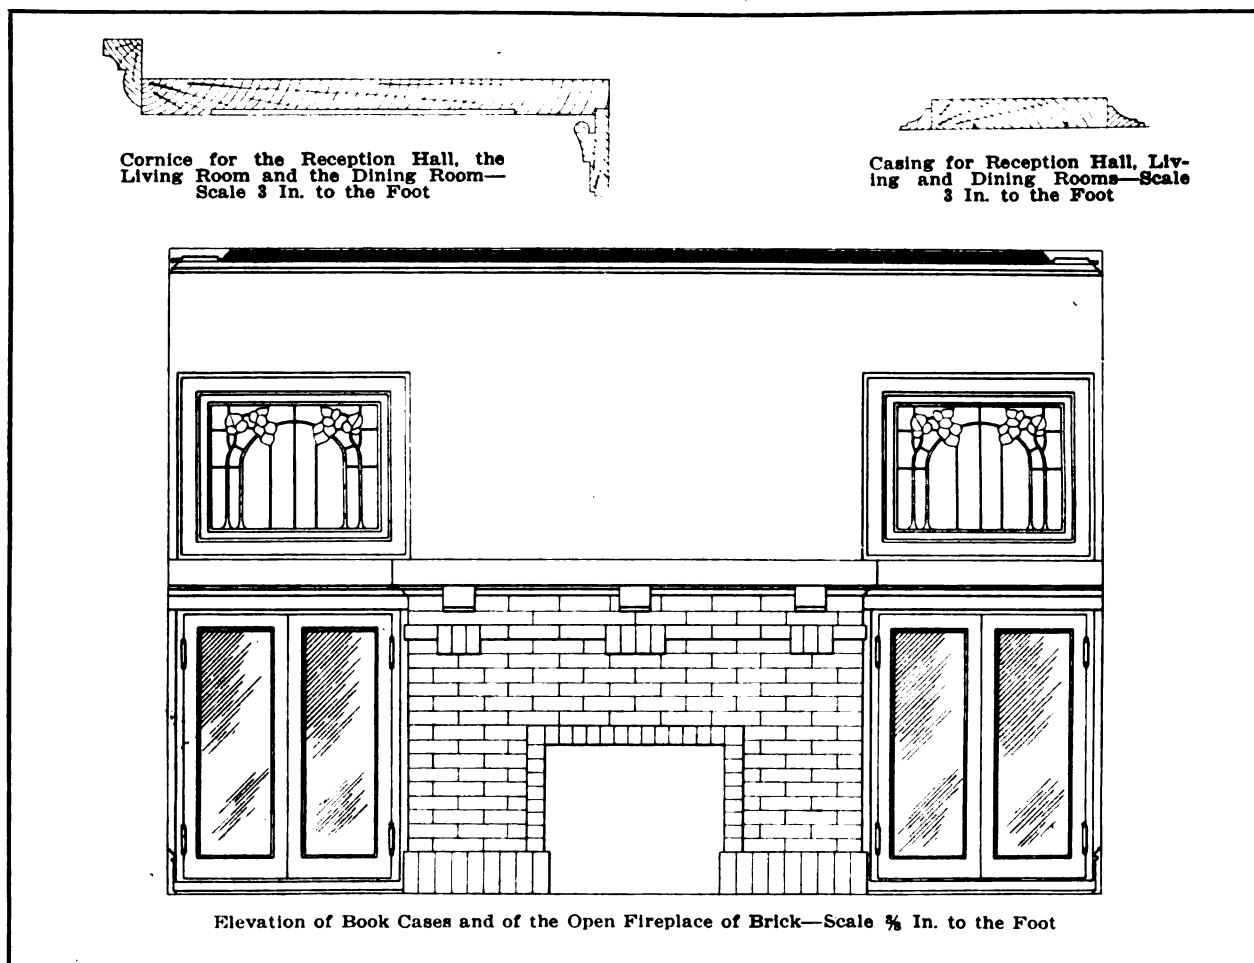 Cornice for the Reception Hall, the
Living Room and the Dining Room—
Scale 3 In. to the Foot
Casing for Reception Hall, Liv-
ing and Dining Rooms—Scale
3 In. to the Foot
Elevation of Book Cases and of the Open Fireplace of Brick—Scale ⅜ In. to the Foot